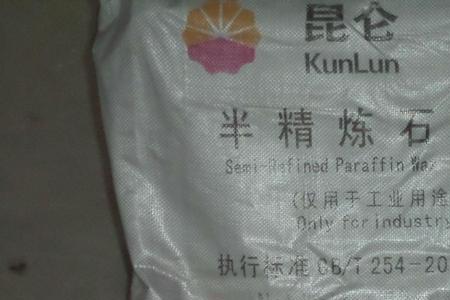 昆仑
KunLun
半精炼石
Semi-Refined Paraffin Wax
(仅用于工业用途
Only for industry
执行标准 GB/T 254-20